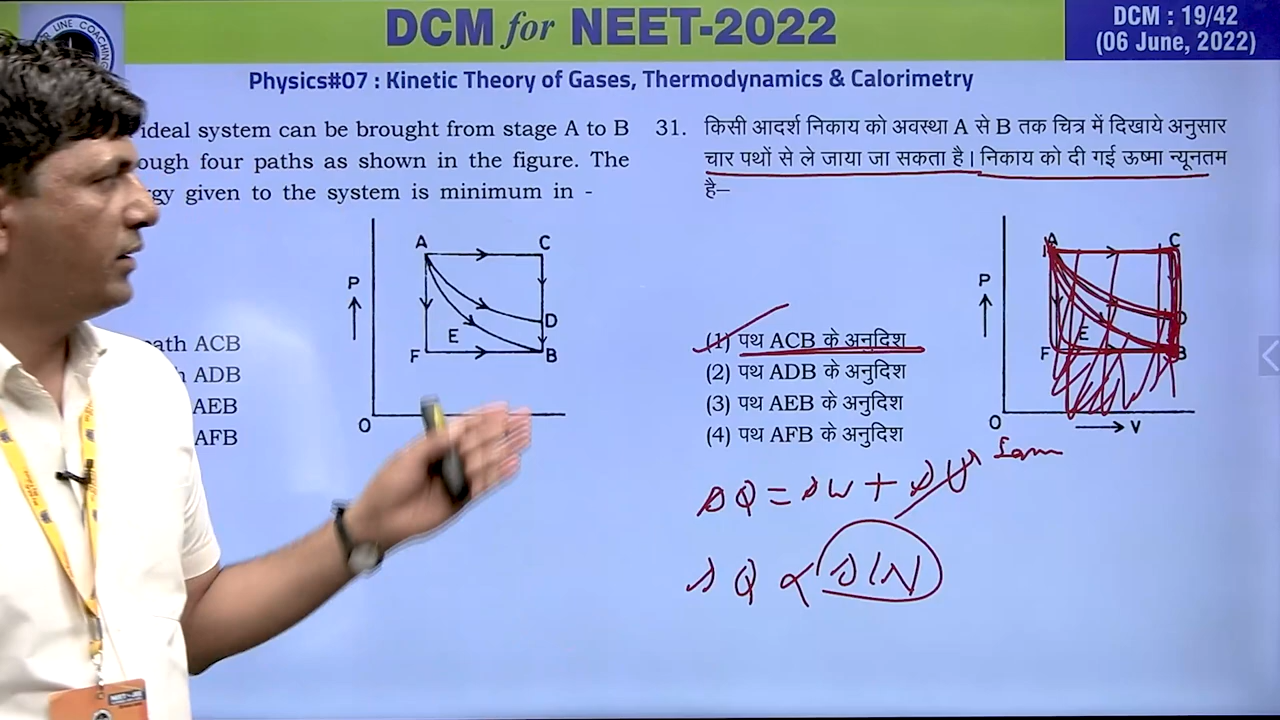 DCM for NEET-2022
DCM : 19/42
(06 June, 2022)
LINE COACHING
Physics#07 : Kinetic Theory of Gases, Thermodynamics & Calorimetry
ideal system can be brought from stage A to B
ough four paths as shown in the figure. The
gy given to the system is minimum in -
P
A
C
D
E
F
B
O
ath ACB
ADB
AEB
AFB
31. किसी आदर्श निकाय को अवस्था A से B तक चित्र में दिखाये अनुसार
चार पथों से ले जाया जा सकता है। निकाय को दी गई ऊष्मा न्यूनतम
है–
P
A
C
D
E
F
B
O
V
(1) पथ ACB के अनुदिश
(2) पथ ADB के अनुदिश
(3) पथ AEB के अनुदिश
(4) पथ AFB के अनुदिश
ΔQ = ΔW + ΔU Sam
ΔQ ∝ ΔW